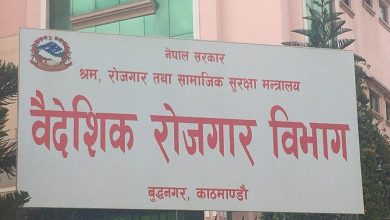 नेपाल सरकार
श्रम, रोजगार तथा सामाजिक सुरक्षा मन्त्रालय
वैदेशिक रोजगार विभाग
बुद्धनगर, काठमाण्डौ